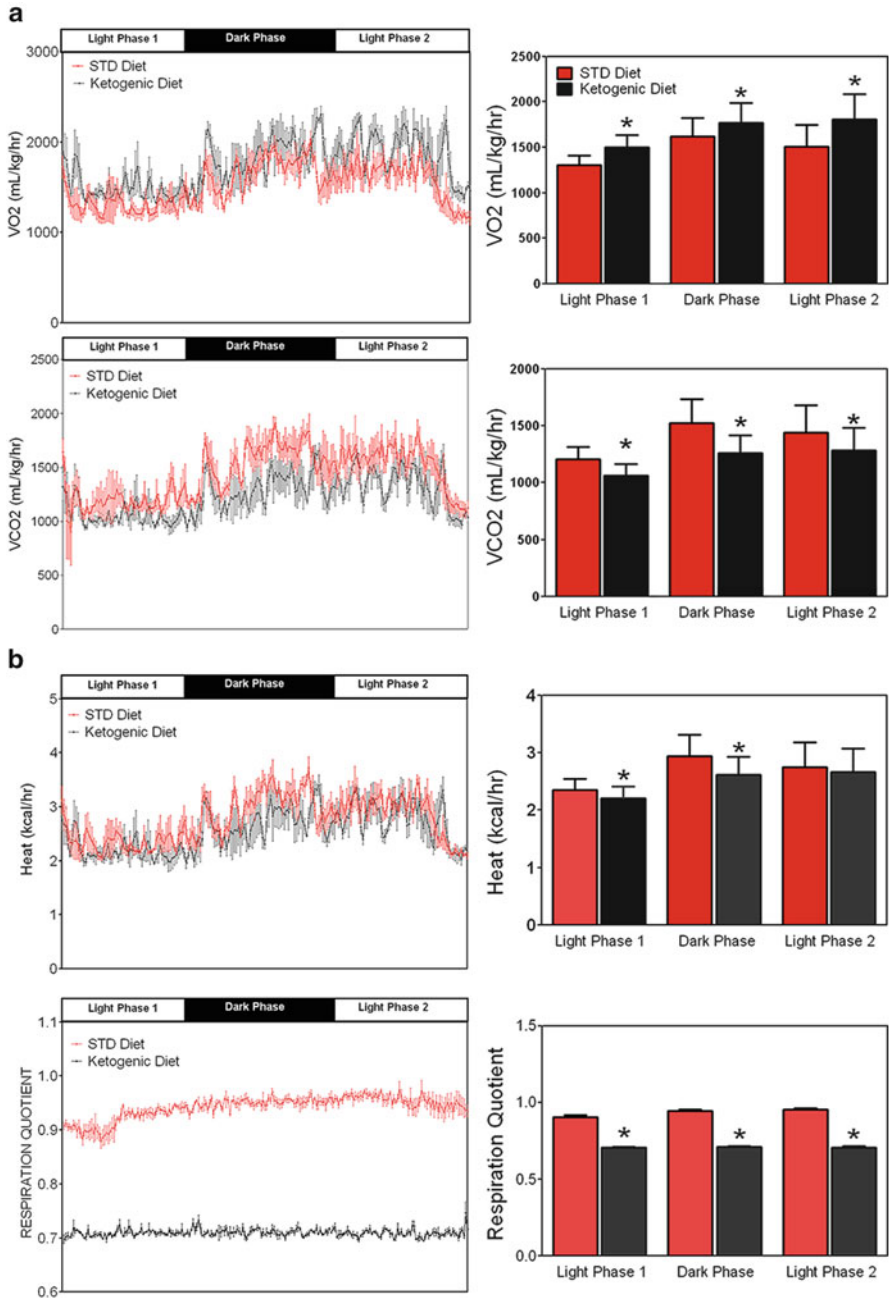 a
Light Phase 1 Dark Phase Light Phase 2
3000
2000
1000
0
VO2 (mL/kg/hr)
STD Diet
Ketogenic Diet
2500
2000
1500
1000
500
0
VO2 (mL/kg/hr)
STD Diet
Ketogenic Diet
* * *
Light Phase 1 Dark Phase Light Phase 2
Light Phase 1 Dark Phase Light Phase 2
2500
2000
1500
1000
500
0
VCO2 (mL/kg/hr)
STD Diet
Ketogenic Diet
2000
1500
1000
500
0
VCO2 (mL/kg/hr)
* * *
Light Phase 1 Dark Phase Light Phase 2
b
Light Phase 1 Dark Phase Light Phase 2
5
4
3
2
1
0
Heat (kcal/hr)
STD Diet
Ketogenic Diet
4
3
2
1
0
Heat (kcal/hr)
* *
Light Phase 1 Dark Phase Light Phase 2
Light Phase 1 Dark Phase Light Phase 2
1.1
1.0
0.9
0.8
0.7
0.6
RESPIRATION QUOTIENT
STD Diet
Ketogenic Diet
1.5
1.0
0.5
0.0
Respiration Quotient
* * *
Light Phase 1 Dark Phase Light Phase 2